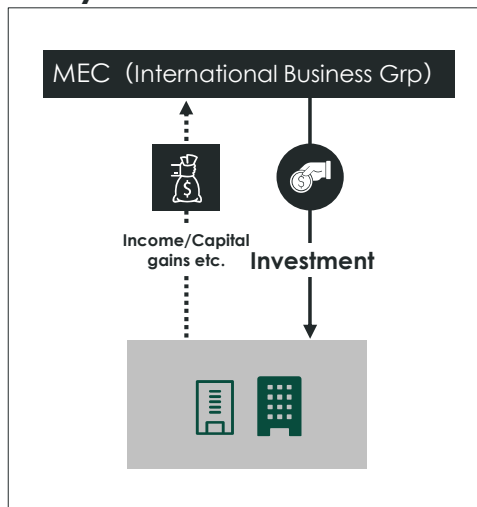 MEC（International Business Grp）
Income/Capital
gains etc.
Investment